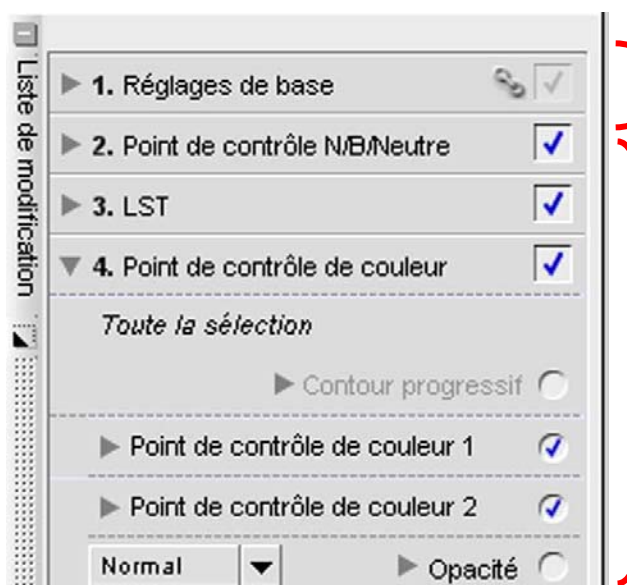 Liste de modification
1. Réglages de base
2. Point de contrôle N/B/Neutre
3. LST
4. Point de contrôle de couleur
Toute la sélection
Contour progressif
Point de contrôle de couleur 1
Point de contrôle de couleur 2
Normal Opacité